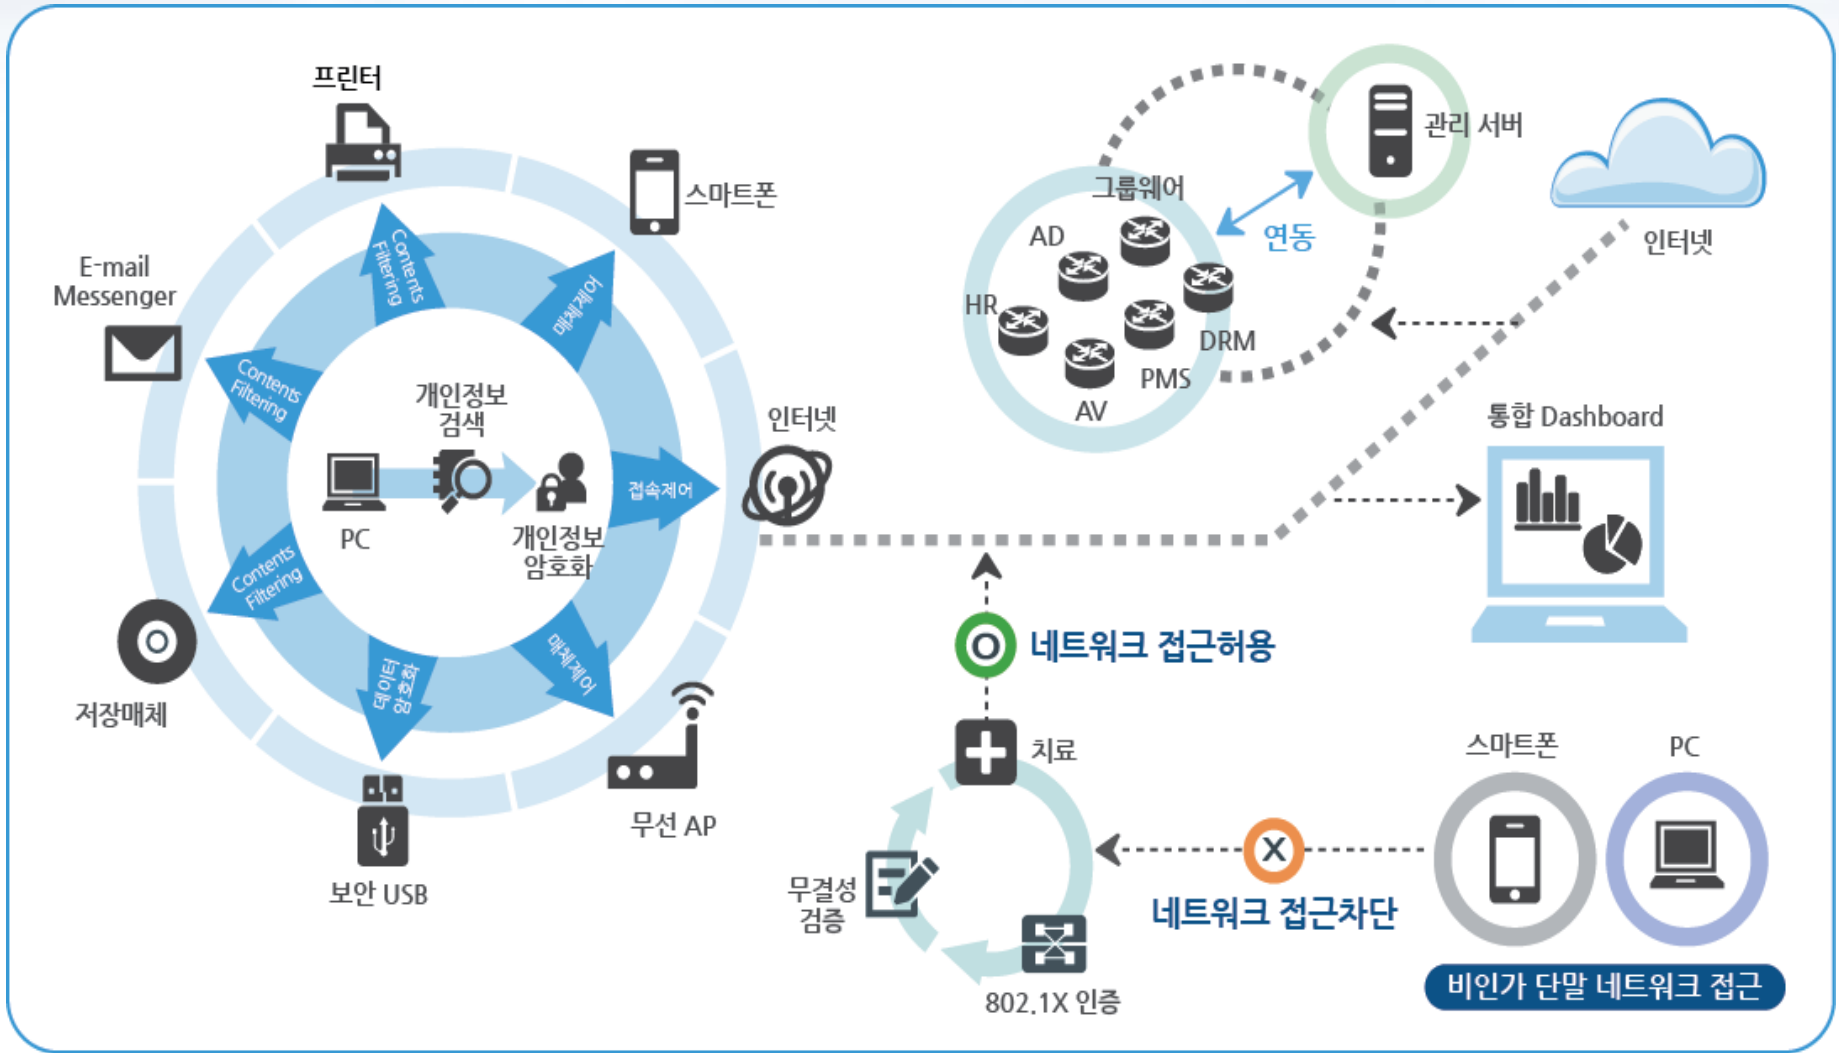 프린터
스마트폰
E-mail
Messenger
Contents
Filtering
매체제어
Contents
Filtering
개인정보
검색
인터넷
PC
개인정보
암호화
접속제어
Contents
Filtering
데이터
암호화
매체제어
저장매체
보안 USB
무선 AP
관리 서버
그룹웨어
AD
HR
AV
PMS
DRM
연동
인터넷
통합 Dashboard
O
네트워크 접근허용
치료
무결성
검증
802.1X 인증
X
네트워크 접근차단
스마트폰
PC
비인가 단말 네트워크 접근